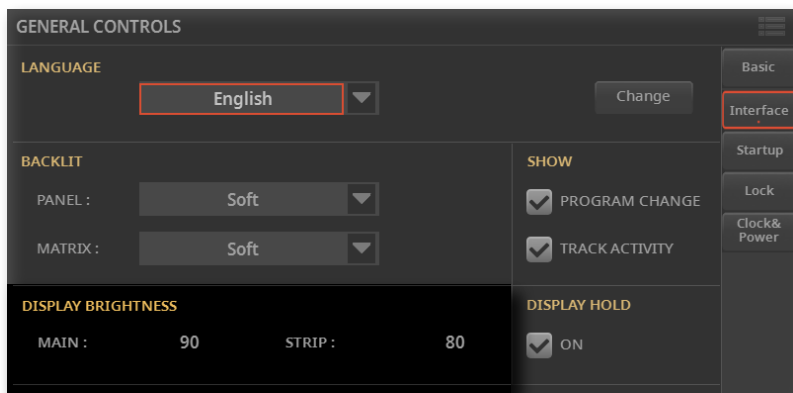 GENERAL CONTROLS
LANGUAGE
English
Change
BACKLIT
PANEL :
Soft
MATRIX :
Soft
SHOW
PROGRAM CHANGE
TRACK ACTIVITY
DISPLAY BRIGHTNESS
MAIN : 90 STRIP : 80
DISPLAY HOLD
ON
Basic
Interface
Startup
Lock
Clock&
Power